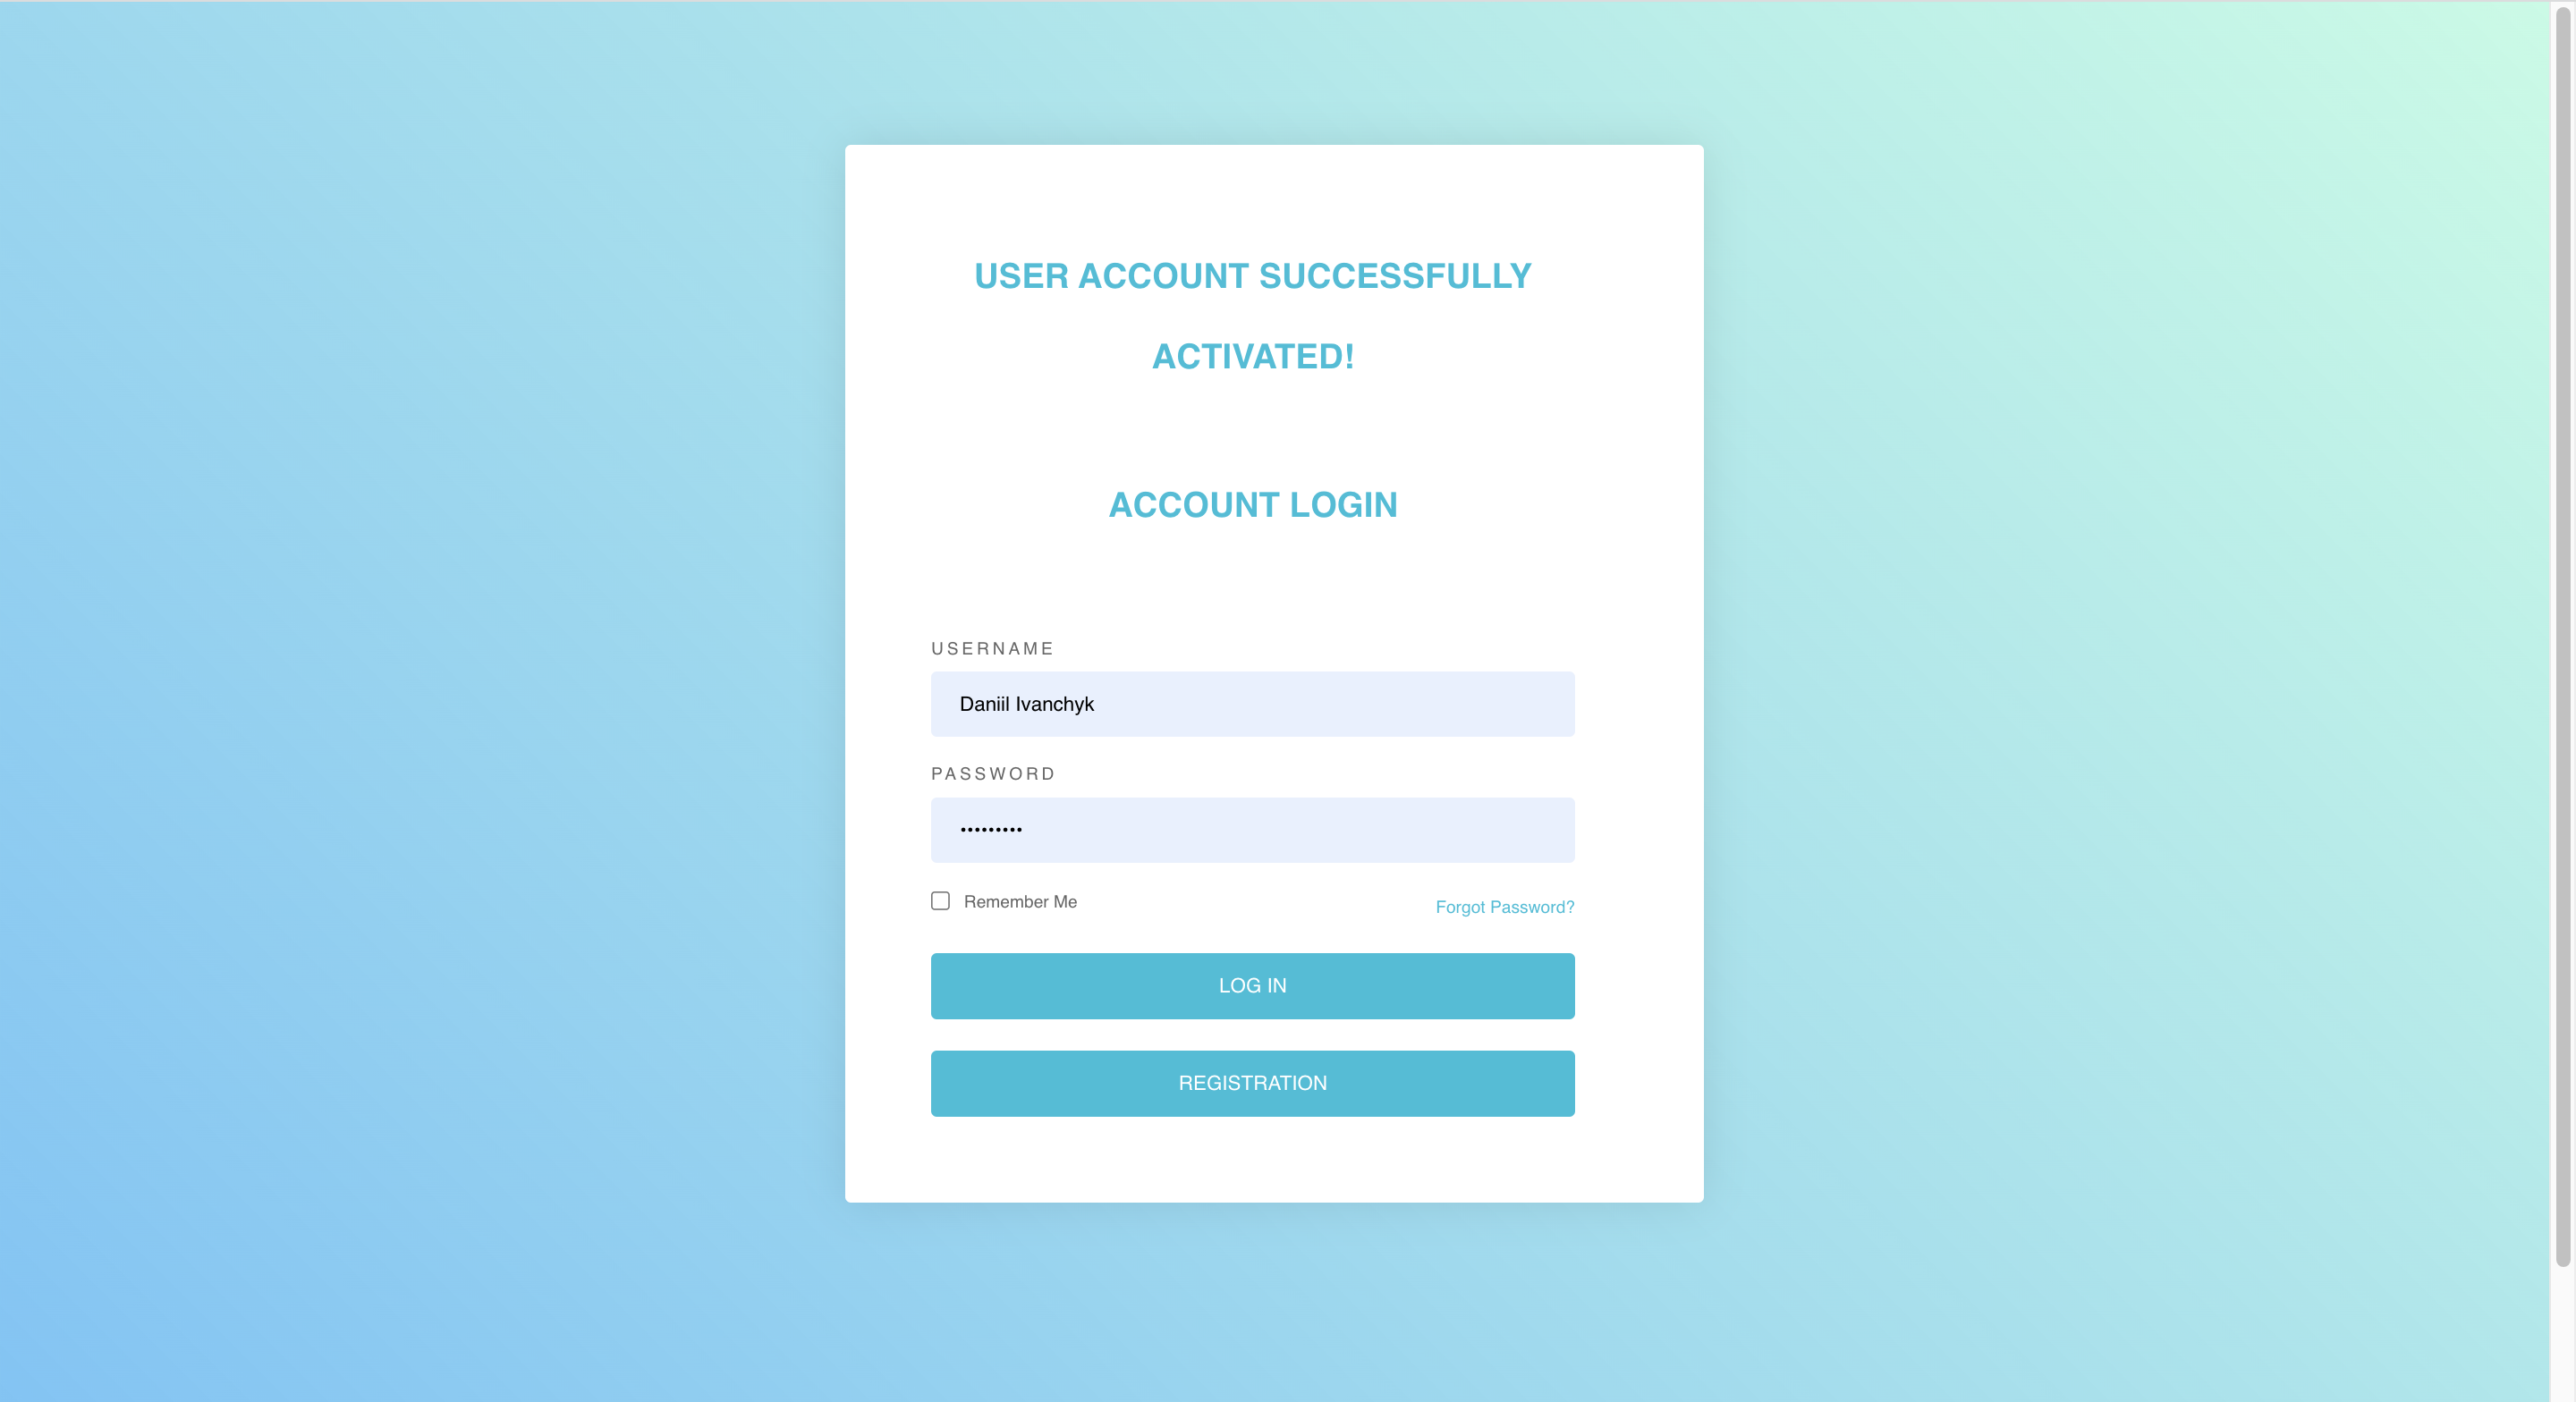 USER ACCOUNT SUCCESSFULLY
ACTIVATED!
ACCOUNT LOGIN
USERNAME
Daniil Ivanchyk
PASSWORD
•••••••••
Remember Me
Forgot Password?
LOG IN
REGISTRATION